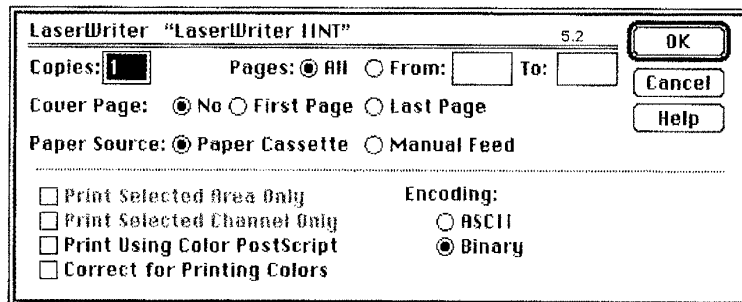 LaserWriter "LaserWriter IINT" 5.2 OK
Copies: 1 Pages: All From: To: Cancel
Cover Page: No First Page Last Page Help
Paper Source: Paper Cassette Manual Feed
Print Selected Area Only Encoding:
Print Selected Channel Only ASCII
Print Using Color PostScript Binary
Correct for Printing Colors